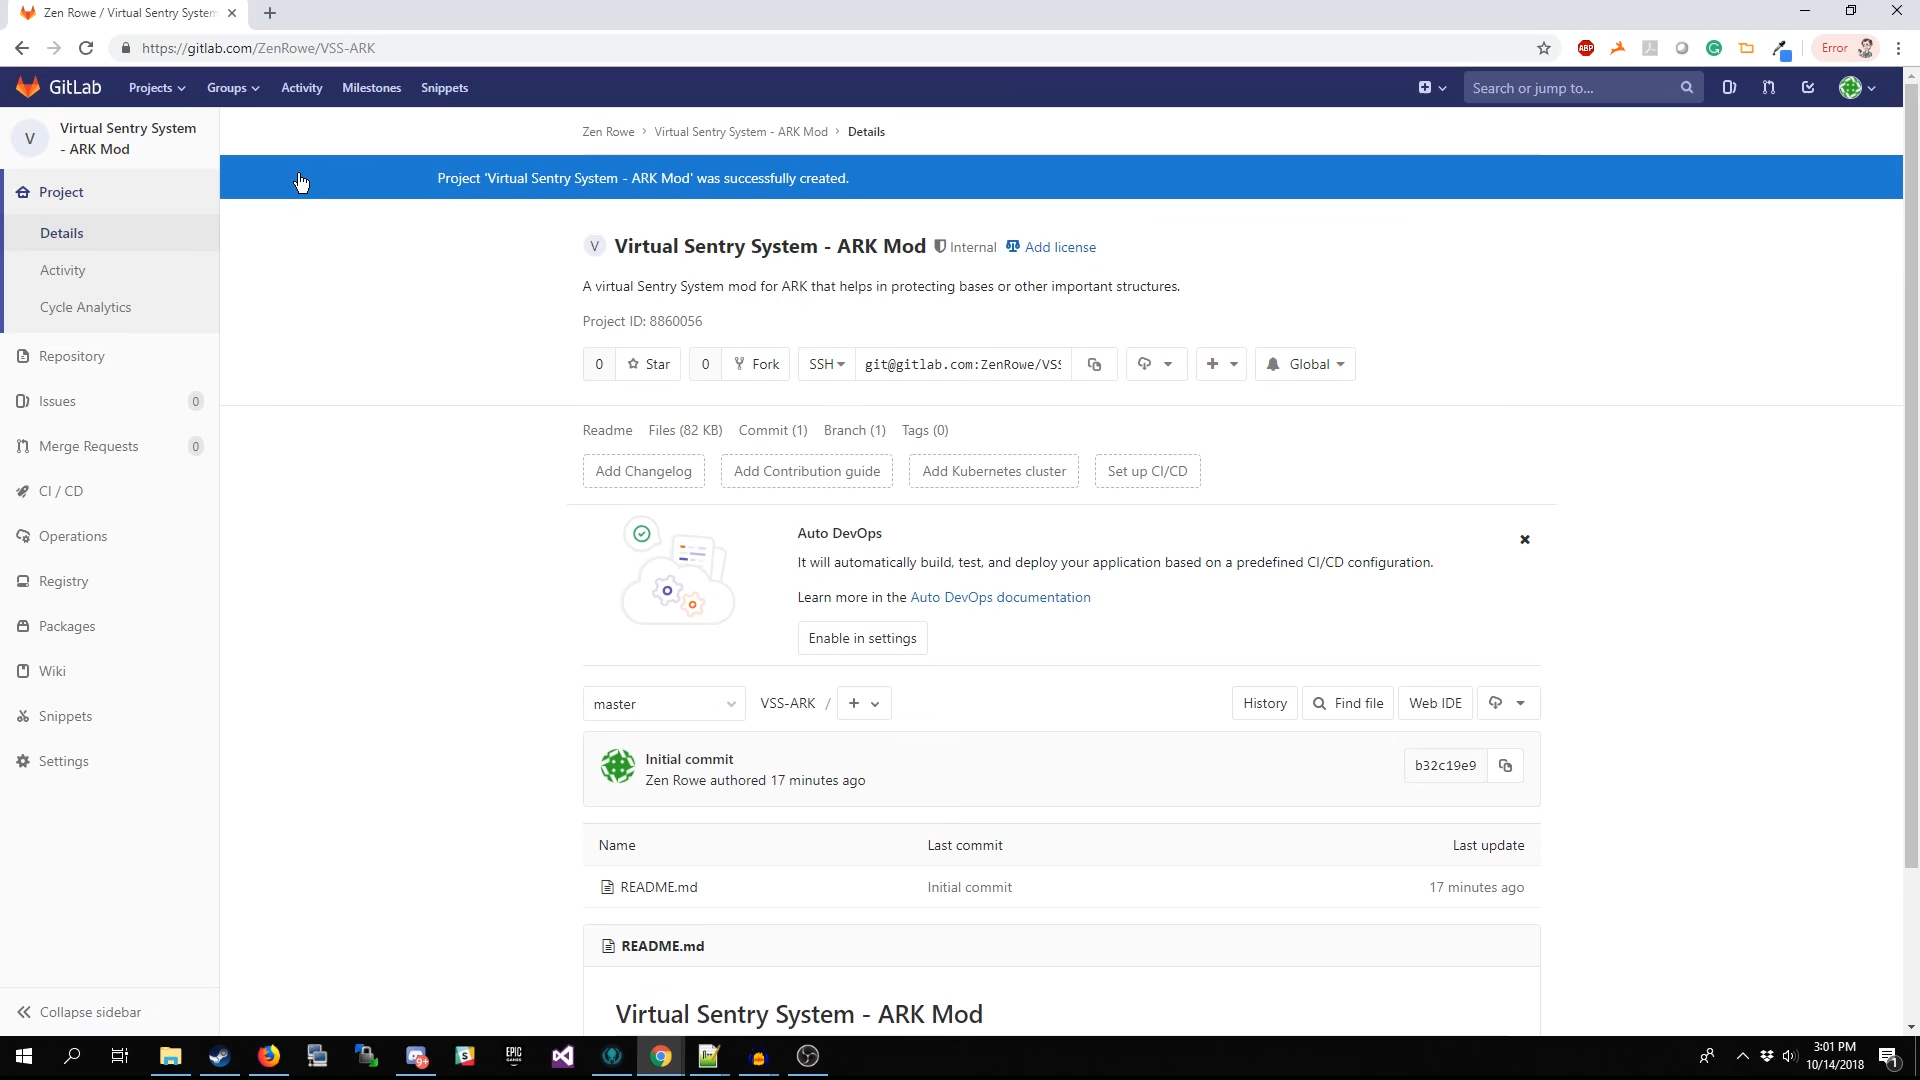 Zen Rowe / Virtual Sentry System
https://gitlab.com/ZenRowe/VSS-ARK
ABP
Error
GitLab
Projects
Groups
Activity
Milestones
Snippets
Search or jump to...
V
Virtual Sentry System
- ARK Mod
Project
Details
Activity
Cycle Analytics
Repository
Issues
0
Merge Requests
0
CI / CD
Operations
Registry
Packages
Wiki
Snippets
Settings
Collapse sidebar
Zen Rowe > Virtual Sentry System - ARK Mod > Details
Project 'Virtual Sentry System - ARK Mod' was successfully created.
V
Virtual Sentry System - ARK Mod Internal Add license
A virtual Sentry System mod for ARK that helps in protecting bases or other important structures.
Project ID: 8860056
0 Star 0 Fork SSH git@gitlab.com:ZenRowe/VSS Global
Readme Files (82 KB) Commit (1) Branch (1) Tags (0)
Add Changelog Add Contribution guide Add Kubernetes cluster Set up CI/CD
Auto DevOps
It will automatically build, test, and deploy your application based on a predefined CI/CD configuration.
Learn more in the Auto DevOps documentation
Enable in settings
master VSS-ARK / + History Find file Web IDE
Initial commit
Zen Rowe authored 17 minutes ago
b32c19e9
Name Last commit Last update
README.md Initial commit 17 minutes ago
README.md
Virtual Sentry System - ARK Mod
EPIC
GAMES
3:01 PM
10/14/2018
1